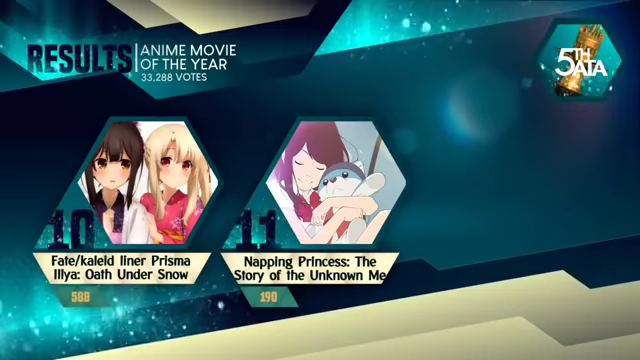 RESULTS
ANIME MOVIE
OF THE YEAR
33,288 VOTES
5TH
ATA
10
Fate/kaleid liner Prisma
Illya: Oath Under Snow
588
11
Napping Princess: The
Story of the Unknown Me
190